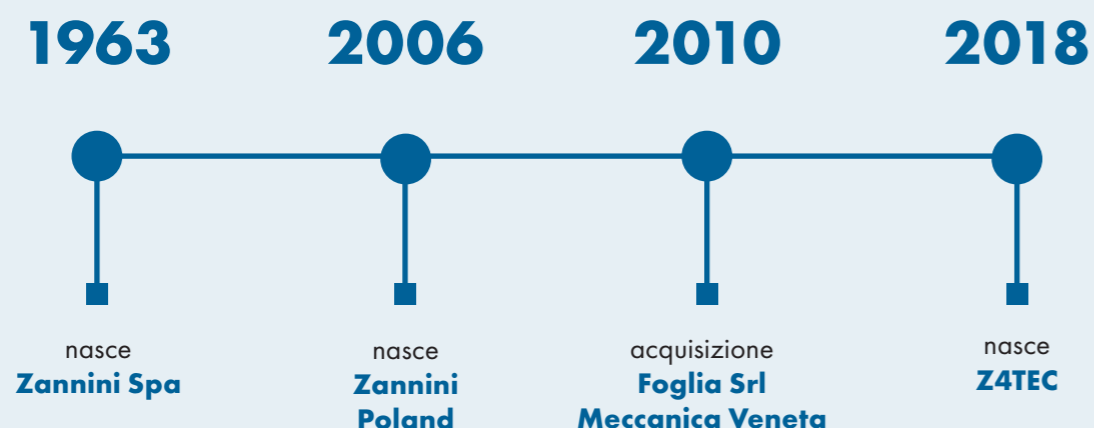 1963
2006
2010
2018
nasce
Zannini Spa
nasce
Zannini
Poland
acquisizione
Foglia Srl
Meccanica Veneta
nasce
Z4TEC